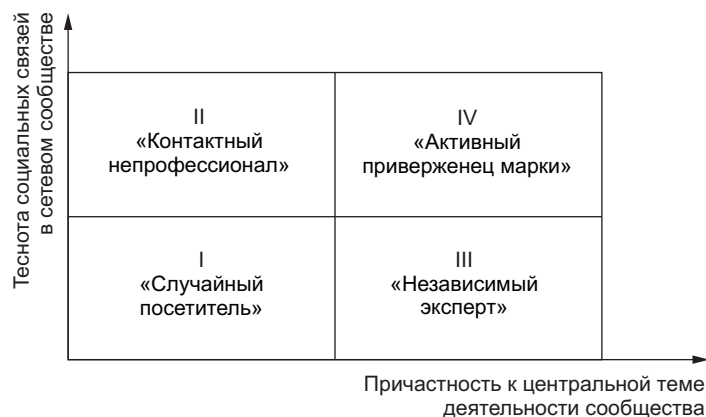 Теснота социальных связей
в сетевом сообществе
II
«Контактный
непрофессионал»
IV
«Активный
приверженец марки»
I
«Случайный
посетитель»
III
«Независимый
эксперт»
Причастность к центральной теме
деятельности сообщества